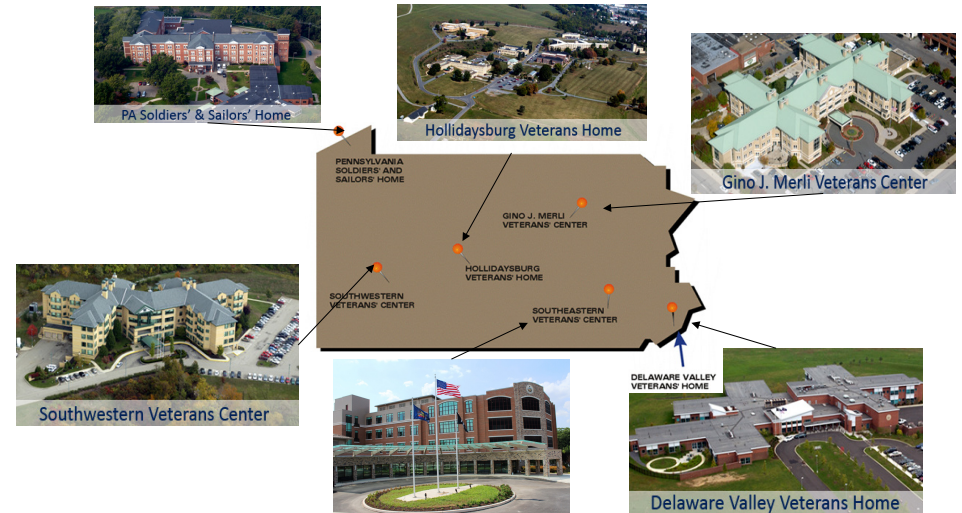 PA Soldiers' & Sailors' Home
Hollidaysburg Veterans Home
Gino J. Merli Veterans Center
PENNSYLVANIA
SOLDIERS' AND
SAILORS' HOME
GINO J. MERLI
VETERANS' CENTER
HOLLIDAYSBURG
VETERANS' HOME
SOUTHWESTERN
VETERANS' CENTER
SOUTHEASTERN
VETERANS' CENTER
DELAWARE VALLEY
VETERANS' HOME
Southwestern Veterans Center
Delaware Valley Veterans Home